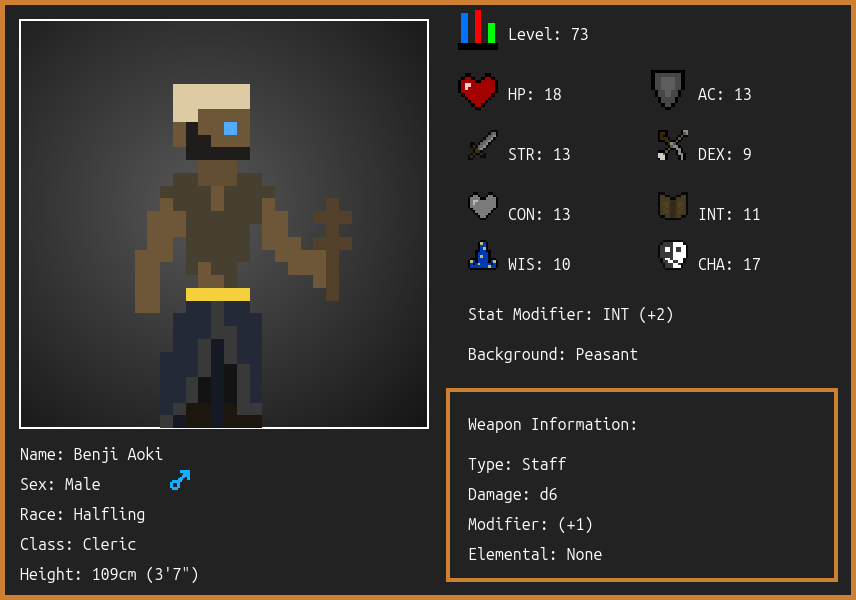 Level: 73
HP: 18
AC: 13
STR: 13
DEX: 9
CON: 13
INT: 11
WIS: 10
CHA: 17
Stat Modifier: INT (+2)
Background: Peasant
Weapon Information:
Type: Staff
Damage: d6
Modifier: (+1)
Elemental: None
Name: Benji Aoki
Sex: Male
Race: Halfling
Class: Cleric
Height: 109cm (3'7")